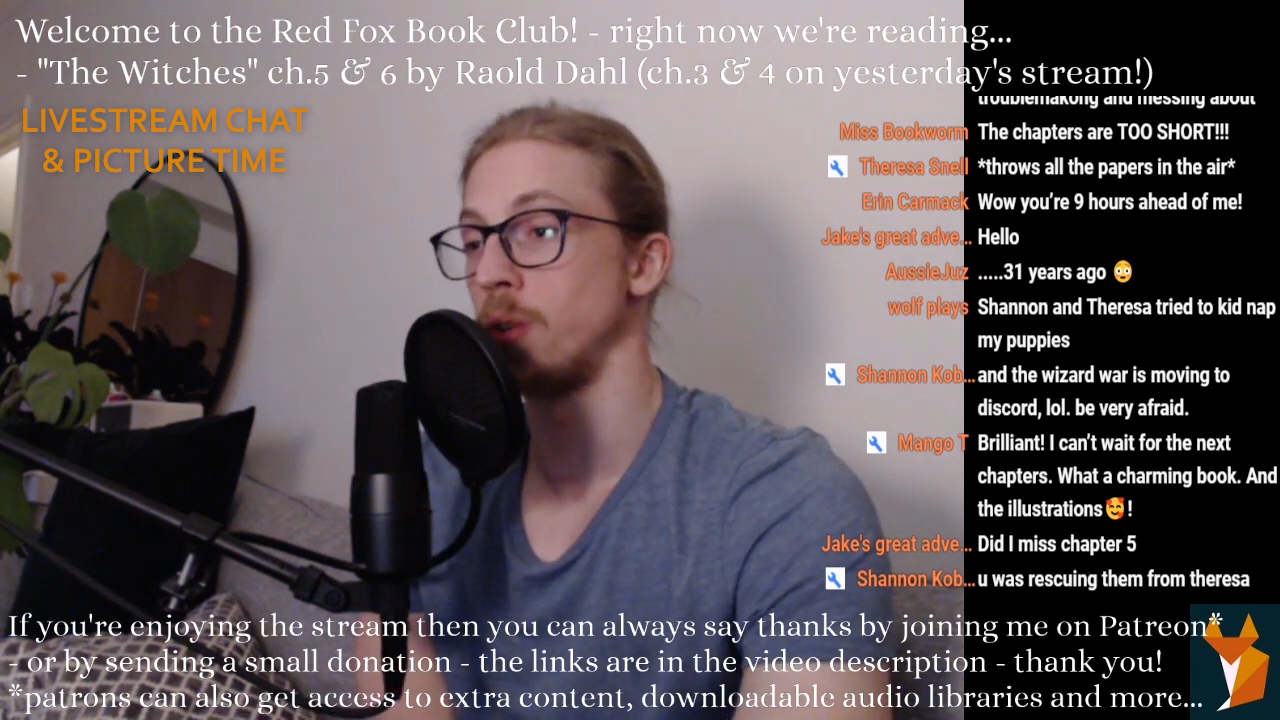 Welcome to the Red Fox Book Club! - right now we're reading...
- "The Witches" ch.5 & 6 by Raold Dahl (ch.3 & 4 on yesterday's stream!)
LIVESTREAM CHAT
& PICTURE TIME
troublemakong and messing about
Miss Bookworm The chapters are TOO SHORT!!!
Theresa Snell *throws all the papers in the air*
Erin Carmack Wow you're 9 hours ahead of me!
Jake's great adve... Hello
AussieJuz .....31 years ago 😳
wolf plays Shannon and Theresa tried to kid nap
my puppies
Shannon Kob... and the wizard war is moving to
discord, lol. be very afraid.
Mango T Brilliant! I can't wait for the next
chapters. What a charming book. And
the illustrations🥰!
Jake's great adve... Did I miss chapter 5
Shannon Kob... u was rescuing them from theresa
If you're enjoying the stream then you can always say thanks by joining me on Patreon*
- or by sending a small donation - the links are in the video description - thank you!
*patrons can also get access to extra content, downloadable audio libraries and more...